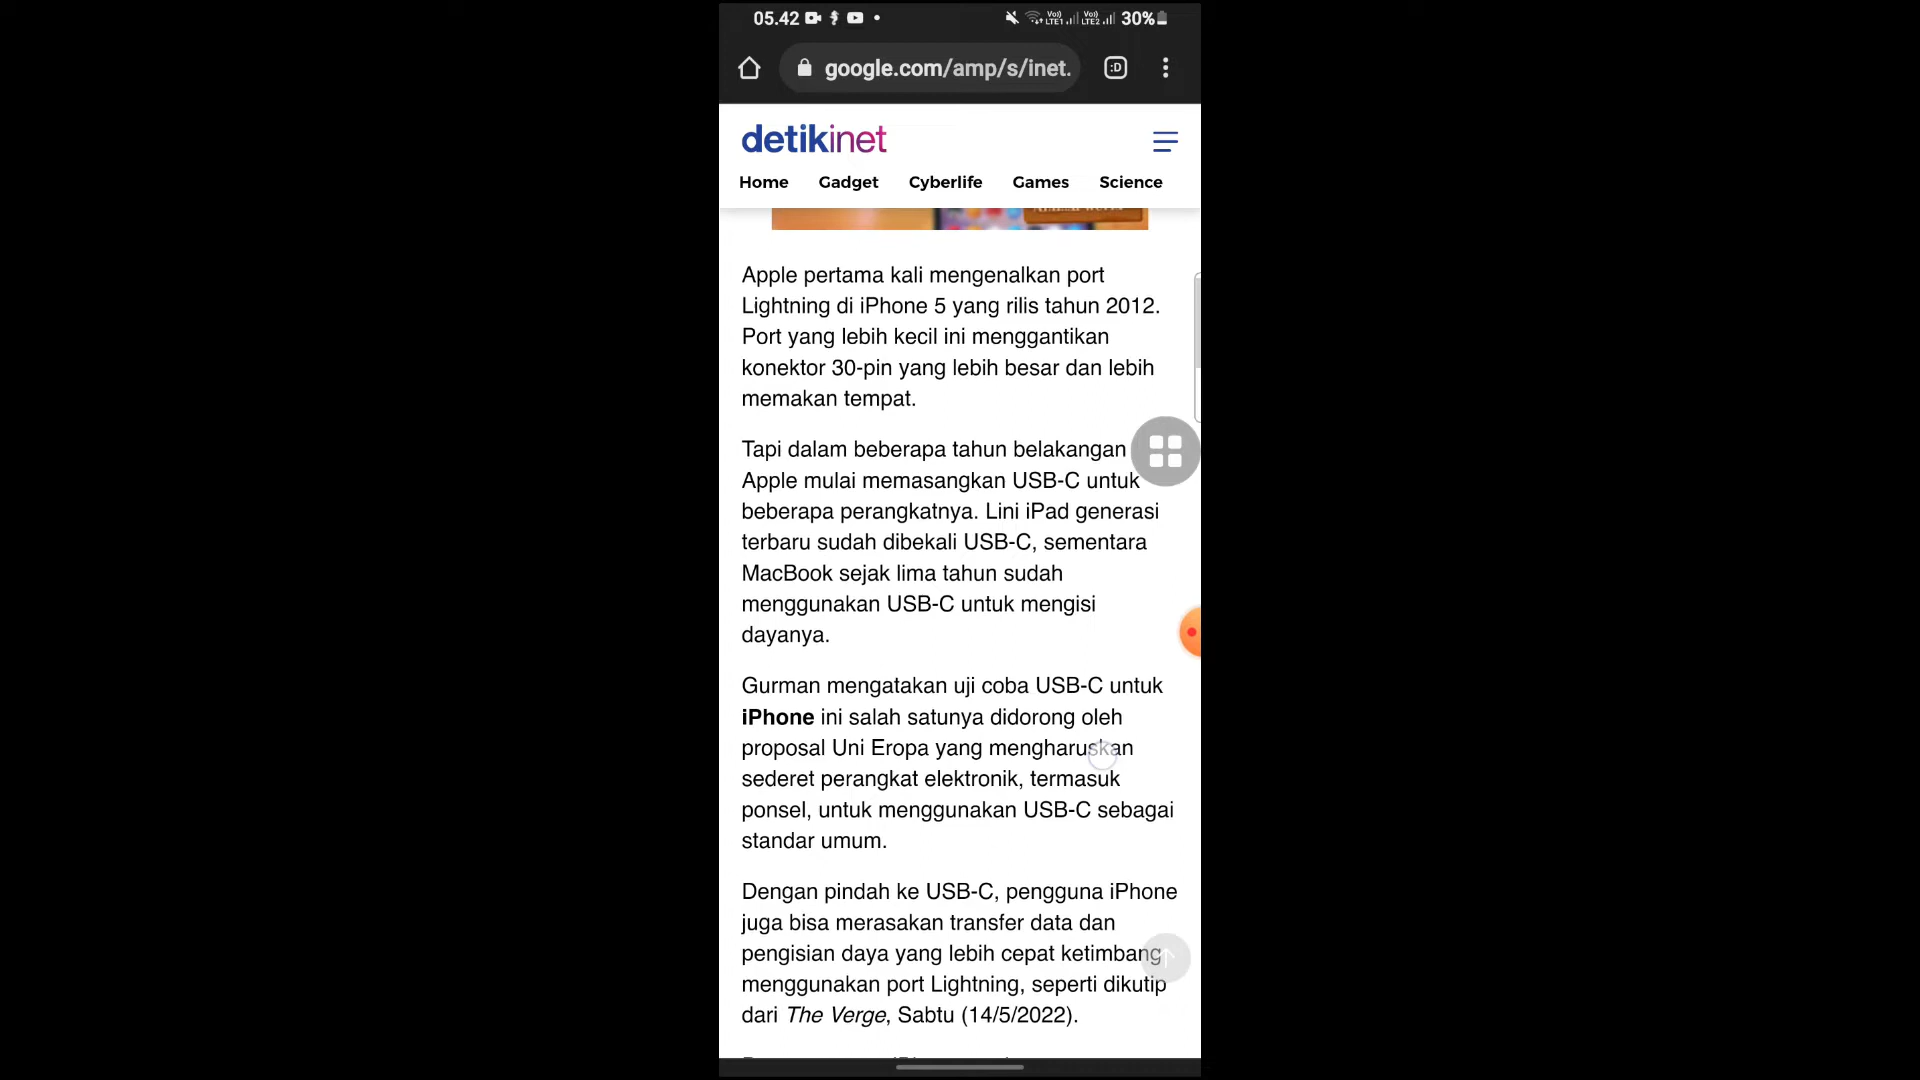 05.42
30%
google.com/amp/s/inet.
:D
detikinet
Home Gadget Cyberlife Games Science
Apple pertama kali mengenalkan port
Lightning di iPhone 5 yang rilis tahun 2012.
Port yang lebih kecil ini menggantikan
konektor 30-pin yang lebih besar dan lebih
memakan tempat.
Tapi dalam beberapa tahun belakangan
Apple mulai memasangkan USB-C untuk
beberapa perangkatnya. Lini iPad generasi
terbaru sudah dibekali USB-C, sementara
MacBook sejak lima tahun sudah
menggunakan USB-C untuk mengisi
dayanya.
Gurman mengatakan uji coba USB-C untuk
iPhone ini salah satunya didorong oleh
proposal Uni Eropa yang mengharuskan
sederet perangkat elektronik, termasuk
ponsel, untuk menggunakan USB-C sebagai
standar umum.
Dengan pindah ke USB-C, pengguna iPhone
juga bisa merasakan transfer data dan
pengisian daya yang lebih cepat ketimbang
menggunakan port Lightning, seperti dikutip
dari The Verge, Sabtu (14/5/2022).